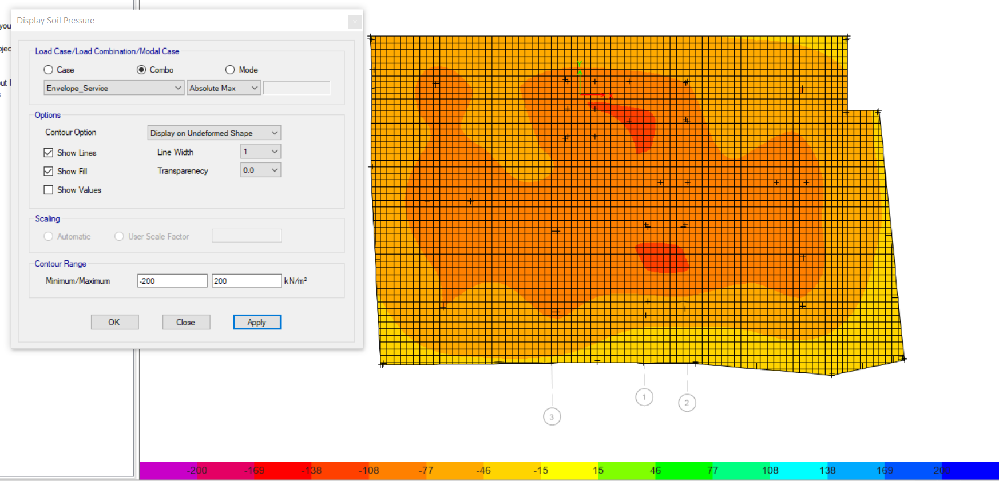 Display Soil Pressure
you
ojec
ut
Load Case/Load Combination/Modal Case
Case Combo Mode
Envelope_Service Absolute Max
Options
Contour Option Display on Undeformed Shape
Show Lines Line Width 1
Show Fill Transparenecy 0.0
Show Values
Scaling
Automatic User Scale Factor
Contour Range
Minimum/Maximum -200 200 kN/m²
OK Close Apply
Y
X
1
2
3
-200 -169 -138 -108 -77 -46 -15 15 46 77 108 138 169 200